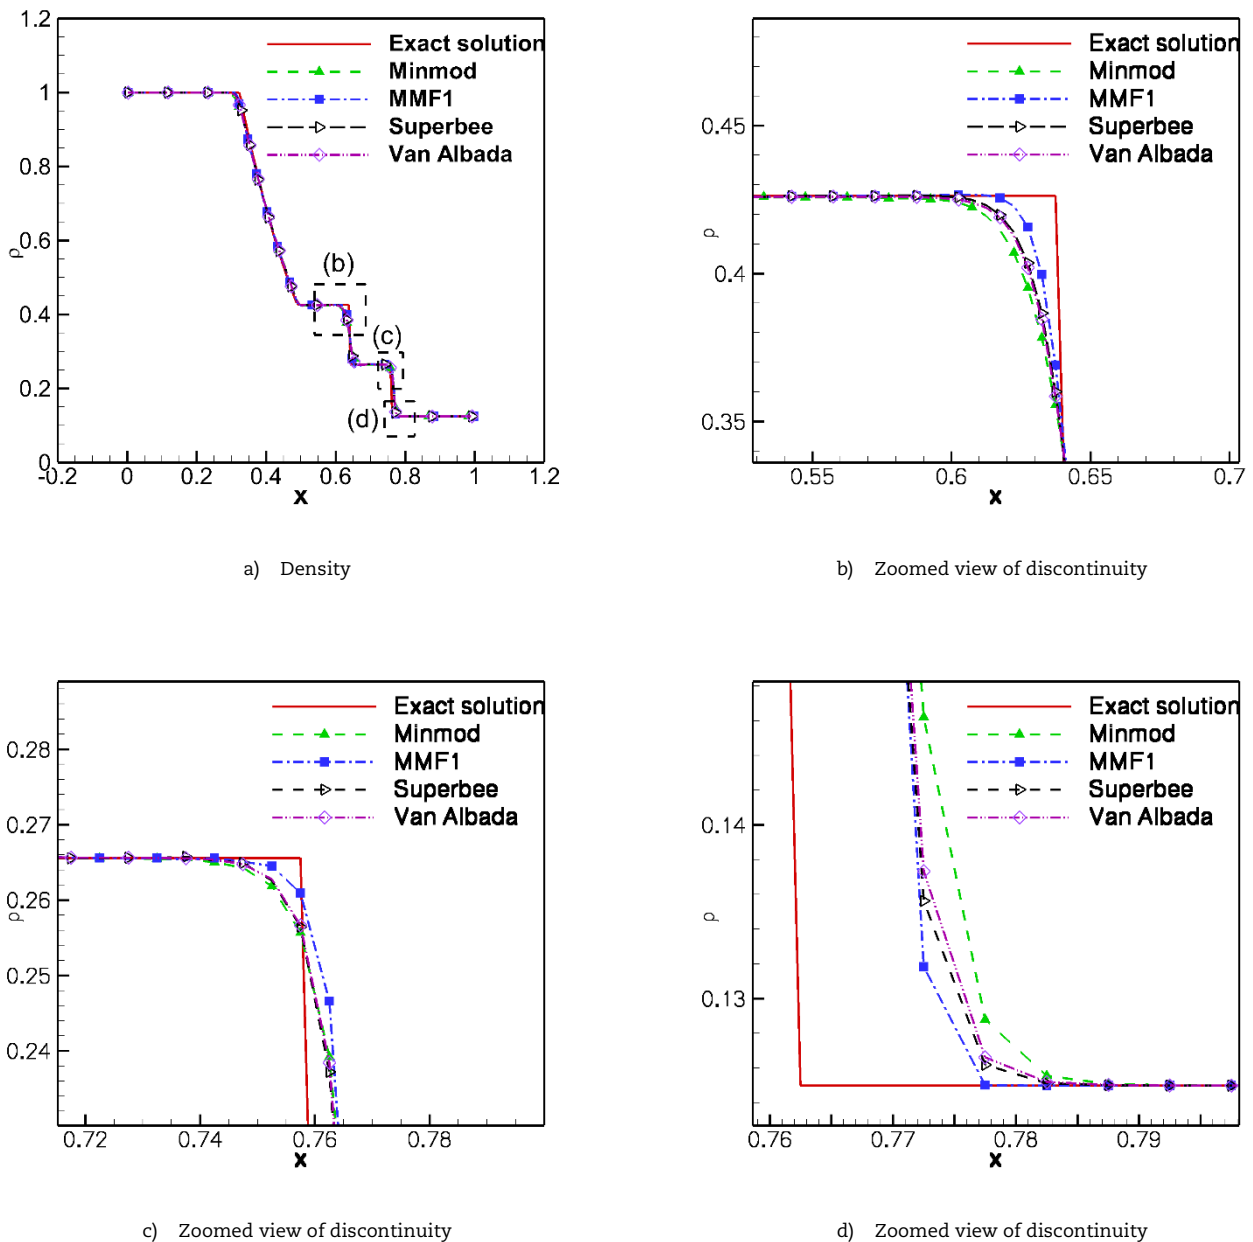 1.2
1
0.8
0.6
0.4
0.2
0
ρ
-0.2 0 0.2 0.4 0.6 0.8 1 1.2
X
Exact solution
Minmod
MMF1
Superbee
Van Albada
(b)
(c)
(d)
a) Density
0.45
0.4
0.35
ρ
0.55 0.6 0.65 0.7
X
Exact solution
Minmod
MMF1
Superbee
Van Albada
b) Zoomed view of discontinuity
0.28
0.27
0.26
0.25
0.24
ρ
0.72 0.74 0.76 0.78
X
Exact solution
Minmod
MMF1
Superbee
Van Albada
c) Zoomed view of discontinuity
0.14
0.13
ρ
0.76 0.77 0.78 0.79
X
Exact solution
Minmod
MMF1
Superbee
Van Albada
d) Zoomed view of discontinuity